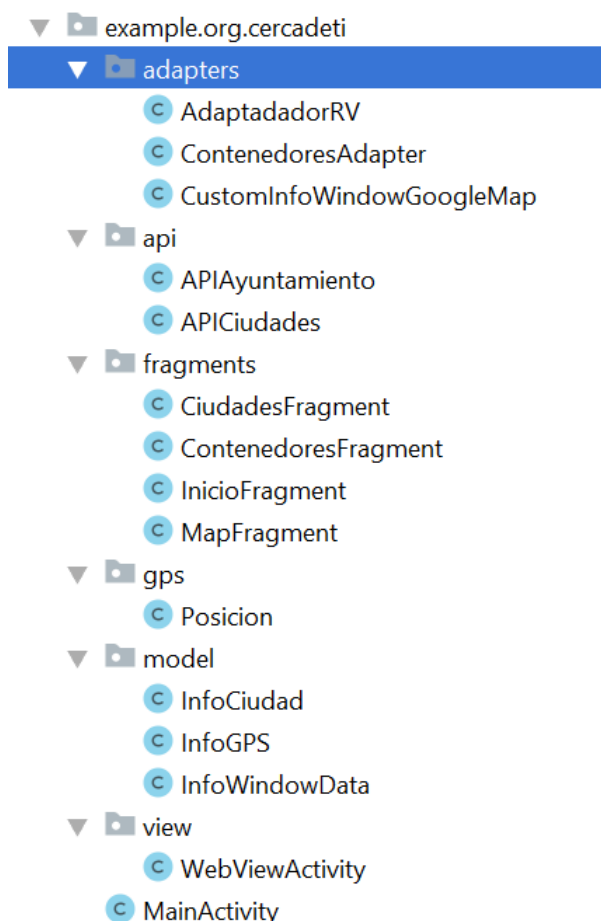 example.org.cercadeti
adapters
C AdaptadadorRV
C ContenedoresAdapter
C CustomInfoWindowGoogleMap
api
C APIAyuntamiento
C APICiudades
fragments
C CiudadesFragment
C ContenedoresFragment
C InicioFragment
C MapFragment
gps
C Posicion
model
C InfoCiudad
C InfoGPS
C InfoWindowData
view
C WebViewActivity
C MainActivity